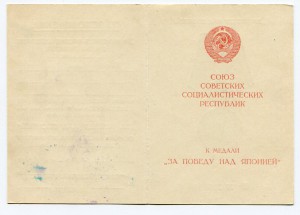 СОЮЗ
СОВЕТСКИХ
СОЦИАЛИСТИЧЕСКИХ
РЕСПУБЛИК
К МЕДАЛИ
„ЗА ПОБЕДУ НАД ЯПОНИЕЙ"